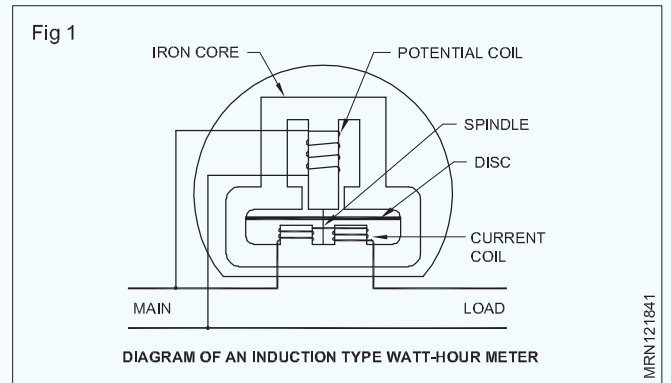 Fig 1
IRON CORE
POTENTIAL COIL
SPINDLE
DISC
CURRENT
COIL
MAIN
LOAD
DIAGRAM OF AN INDUCTION TYPE WATT-HOUR METER
MRN121841